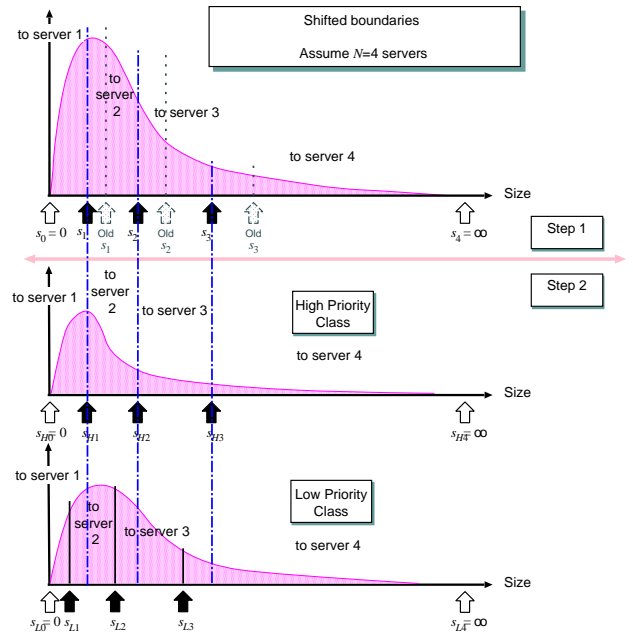 Shifted boundaries
Assume N=4 servers
to server 1
to
server
2
to server 3
to server 4
Size
s0 = 0
s1
Old
s1
s2
Old
s2
s3
Old
s3
s4 = ∞
Step 1
Step 2
to server 1
to
server
2
to server 3
High Priority
Class
to server 4
Size
sH0 = 0
sH1
sH2
sH3
sH4 = ∞
to server 1
to
server
2
to server 3
Low Priority
Class
to server 4
Size
sL0 = 0
sL1
sL2
sL3
sL4 = ∞